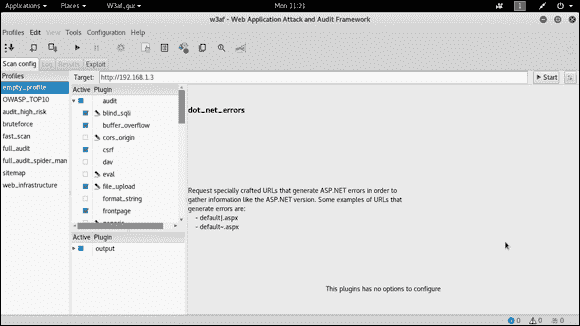 Applications Places W3af_gui Mon 21:21 1
w3af - Web Application Attack and Audit Framework
Profiles Edit View Tools Configuration Help
Scan config Log Results Exploit
Profiles
empty_profile
OWASP_TOP10
audit_high_risk
bruteforce
fast_scan
full_audit
full_audit_spider_man
sitemap
web_infrastructure
Target: http://192.168.1.3 Start
Active Plugin
audit
blind_sqli
buffer_overflow
cors_origin
csrf
dav
eval
file_upload
format_string
frontpage
generic
Active Plugin
output
dot_net_errors
Request specially crafted URLs that generate ASP.NET errors in order to
gather information like the ASP.NET version. Some examples of URLs that
generate errors are:
- default|.aspx
- default~.aspx
This plugins has no options to configure
0 0 0